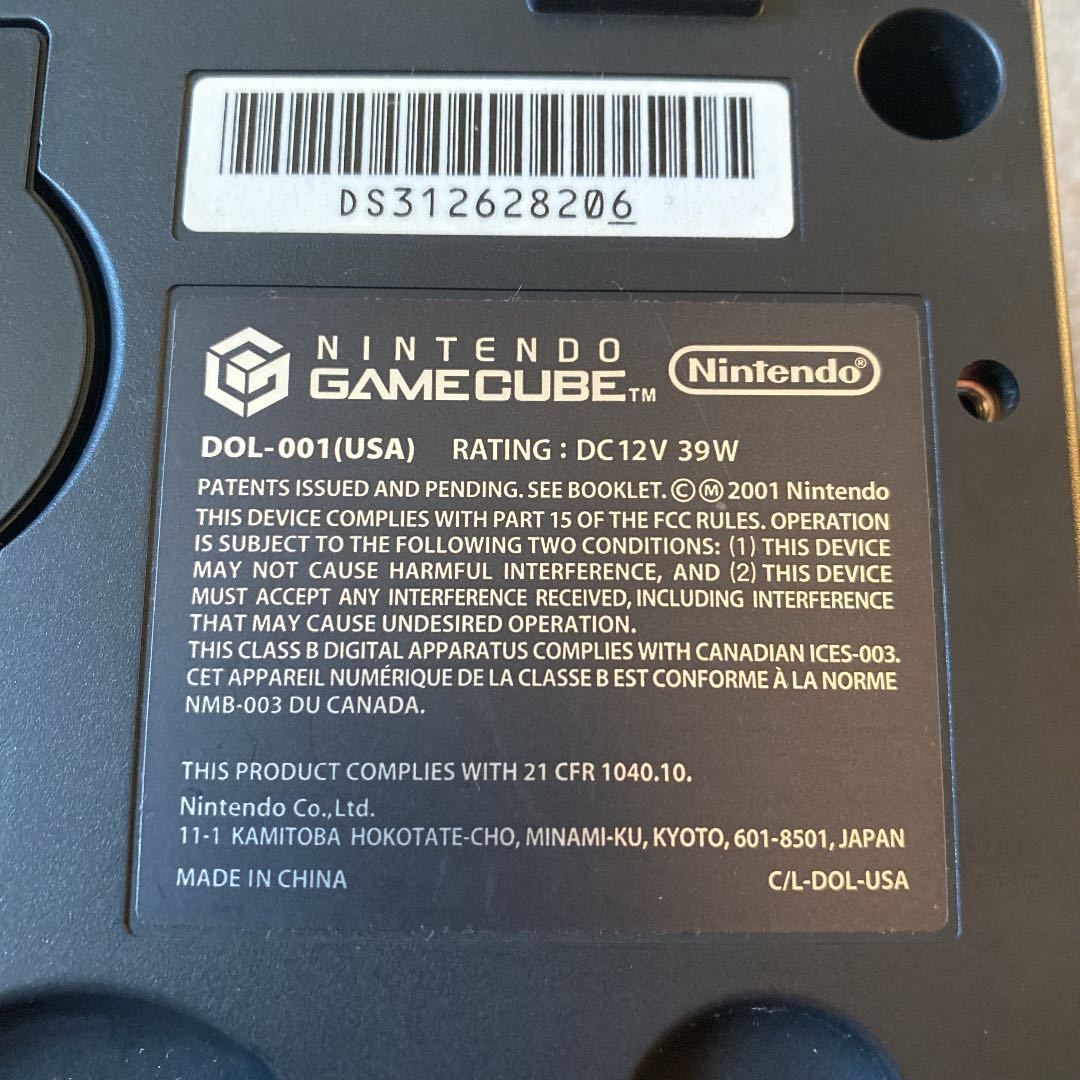 DS312628206
NINTENDO
GAMECUBE™ Nintendo®
DOL-001(USA) RATING : DC12V 39W
PATENTS ISSUED AND PENDING. SEE BOOKLET. ©Ⓜ 2001 Nintendo
THIS DEVICE COMPLIES WITH PART 15 OF THE FCC RULES. OPERATION
IS SUBJECT TO THE FOLLOWING TWO CONDITIONS: (1) THIS DEVICE
MAY NOT CAUSE HARMFUL INTERFERENCE, AND (2) THIS DEVICE
MUST ACCEPT ANY INTERFERENCE RECEIVED, INCLUDING INTERFERENCE
THAT MAY CAUSE UNDESIRED OPERATION.
THIS CLASS B DIGITAL APPARATUS COMPLIES WITH CANADIAN ICES-003.
CET APPAREIL NUMÉRIQUE DE LA CLASSE B EST CONFORME À LA NORME
NMB-003 DU CANADA.
THIS PRODUCT COMPLIES WITH 21 CFR 1040.10.
Nintendo Co.,Ltd.
11-1 KAMITOBA HOKOTATE-CHO, MINAMI-KU, KYOTO, 601-8501, JAPAN
MADE IN CHINA C/L-DOL-USA